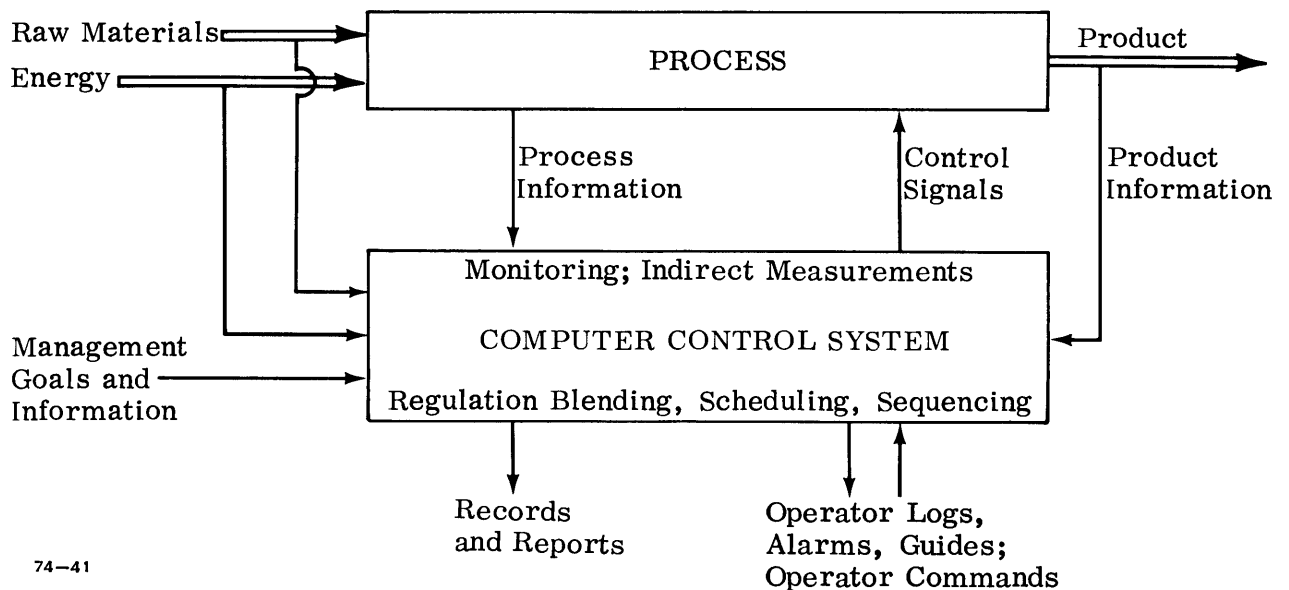 Raw Materials
Energy
PROCESS
Product
Process
Information
Control
Signals
Product
Information
Monitoring; Indirect Measurements
COMPUTER CONTROL SYSTEM
Regulation Blending, Scheduling, Sequencing
Management
Goals and
Information
Records
and Reports
Operator Logs,
Alarms, Guides;
Operator Commands
74-41